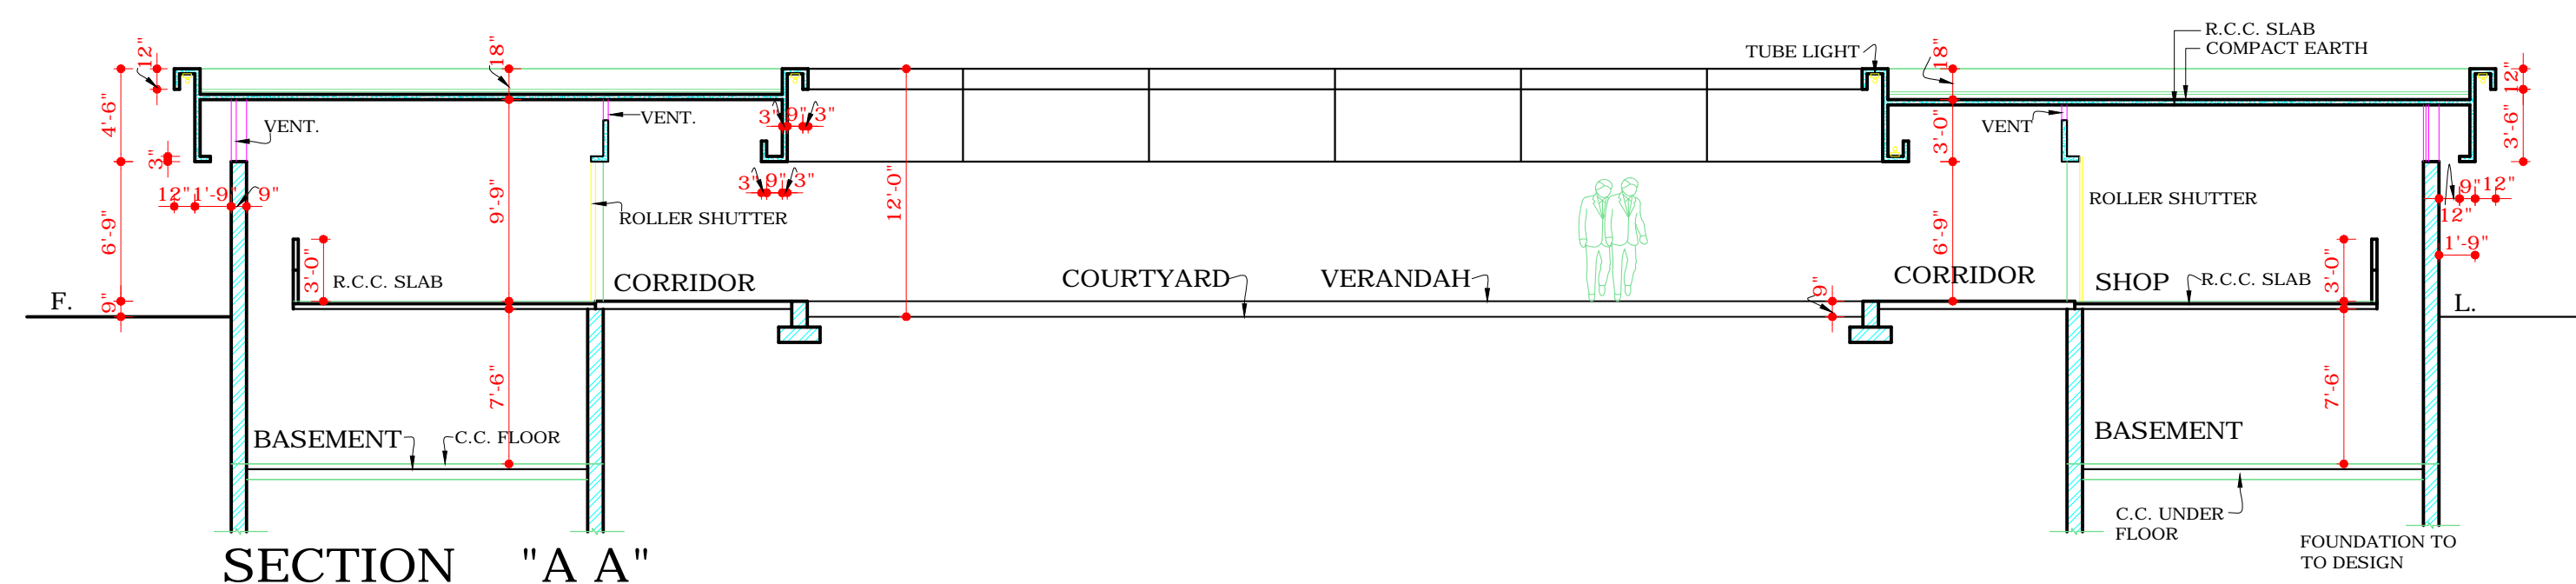 R.C.C. SLAB
COMPACT EARTH
TUBE LIGHT
12"
18"
18"
12"
4'-6"
VENT.
VENT.
3" 9" 3"
VENT
3'-0"
3'-6"
3"
12" 1'-9" 9"
3" 9" 3"
9" 12"
12"
9'-9"
12'-0"
6'-9"
6'-9"
ROLLER SHUTTER
ROLLER SHUTTER
1'-9"
3'-0"
R.C.C. SLAB
CORRIDOR
COURTYARD
VERANDAH
CORRIDOR
SHOP
R.C.C. SLAB
3'-0"
F.
9"
9"
L.
7'-6"
7'-6"
BASEMENT
C.C. FLOOR
BASEMENT
C.C. UNDER
FLOOR
FOUNDATION TO
TO DESIGN
SECTION "A A"